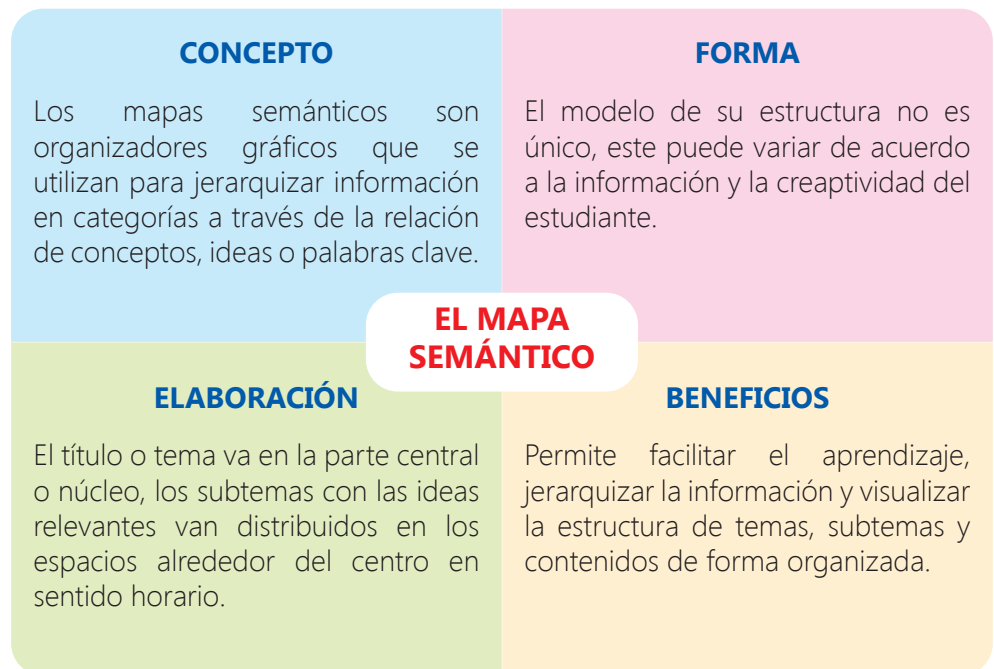 CONCEPTO
Los mapas semánticos son
organizadores gráficos que se
utilizan para jerarquizar información
en categorías a través de la relación
de conceptos, ideas o palabras clave.
FORMA
El modelo de su estructura no es
único, este puede variar de acuerdo
a la información y la creaptividad del
estudiante.
EL MAPA
SEMÁNTICO
ELABORACIÓN
El título o tema va en la parte central
o núcleo, los subtemas con las ideas
relevantes van distribuidos en los
espacios alrededor del centro en
sentido horario.
BENEFICIOS
Permite facilitar el aprendizaje,
jerarquizar la información y visualizar
la estructura de temas, subtemas y
contenidos de forma organizada.